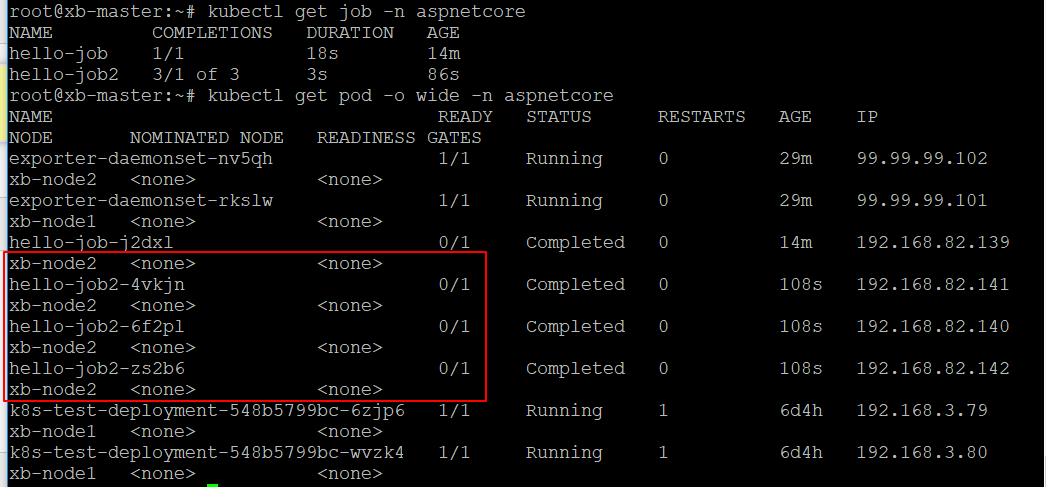 root@xb-master:~# kubectl get job -n aspnetcore
NAME COMPLETIONS DURATION AGE
hello-job 1/1 18s 14m
hello-job2 3/1 of 3 3s 86s
root@xb-master:~# kubectl get pod -o wide -n aspnetcore
NAME READY STATUS RESTARTS AGE IP
NODE NOMINATED NODE READINESS GATES
exporter-daemonset-nv5qh 1/1 Running 0 29m 99.99.99.102
xb-node2 <none> <none>
exporter-daemonset-rkslw 1/1 Running 0 29m 99.99.99.101
xb-node1 <none> <none>
hello-job-j2dxl 0/1 Completed 0 14m 192.168.82.139
xb-node2 <none> <none>
hello-job2-4vkjn 0/1 Completed 0 108s 192.168.82.141
xb-node2 <none> <none>
hello-job2-6f2pl 0/1 Completed 0 108s 192.168.82.140
xb-node2 <none> <none>
hello-job2-zs2b6 0/1 Completed 0 108s 192.168.82.142
xb-node2 <none> <none>
k8s-test-deployment-548b5799bc-6zjp6 1/1 Running 1 6d4h 192.168.3.79
xb-node1 <none> <none>
k8s-test-deployment-548b5799bc-wvzk4 1/1 Running 1 6d4h 192.168.3.80
xb-node1 <none> <none>